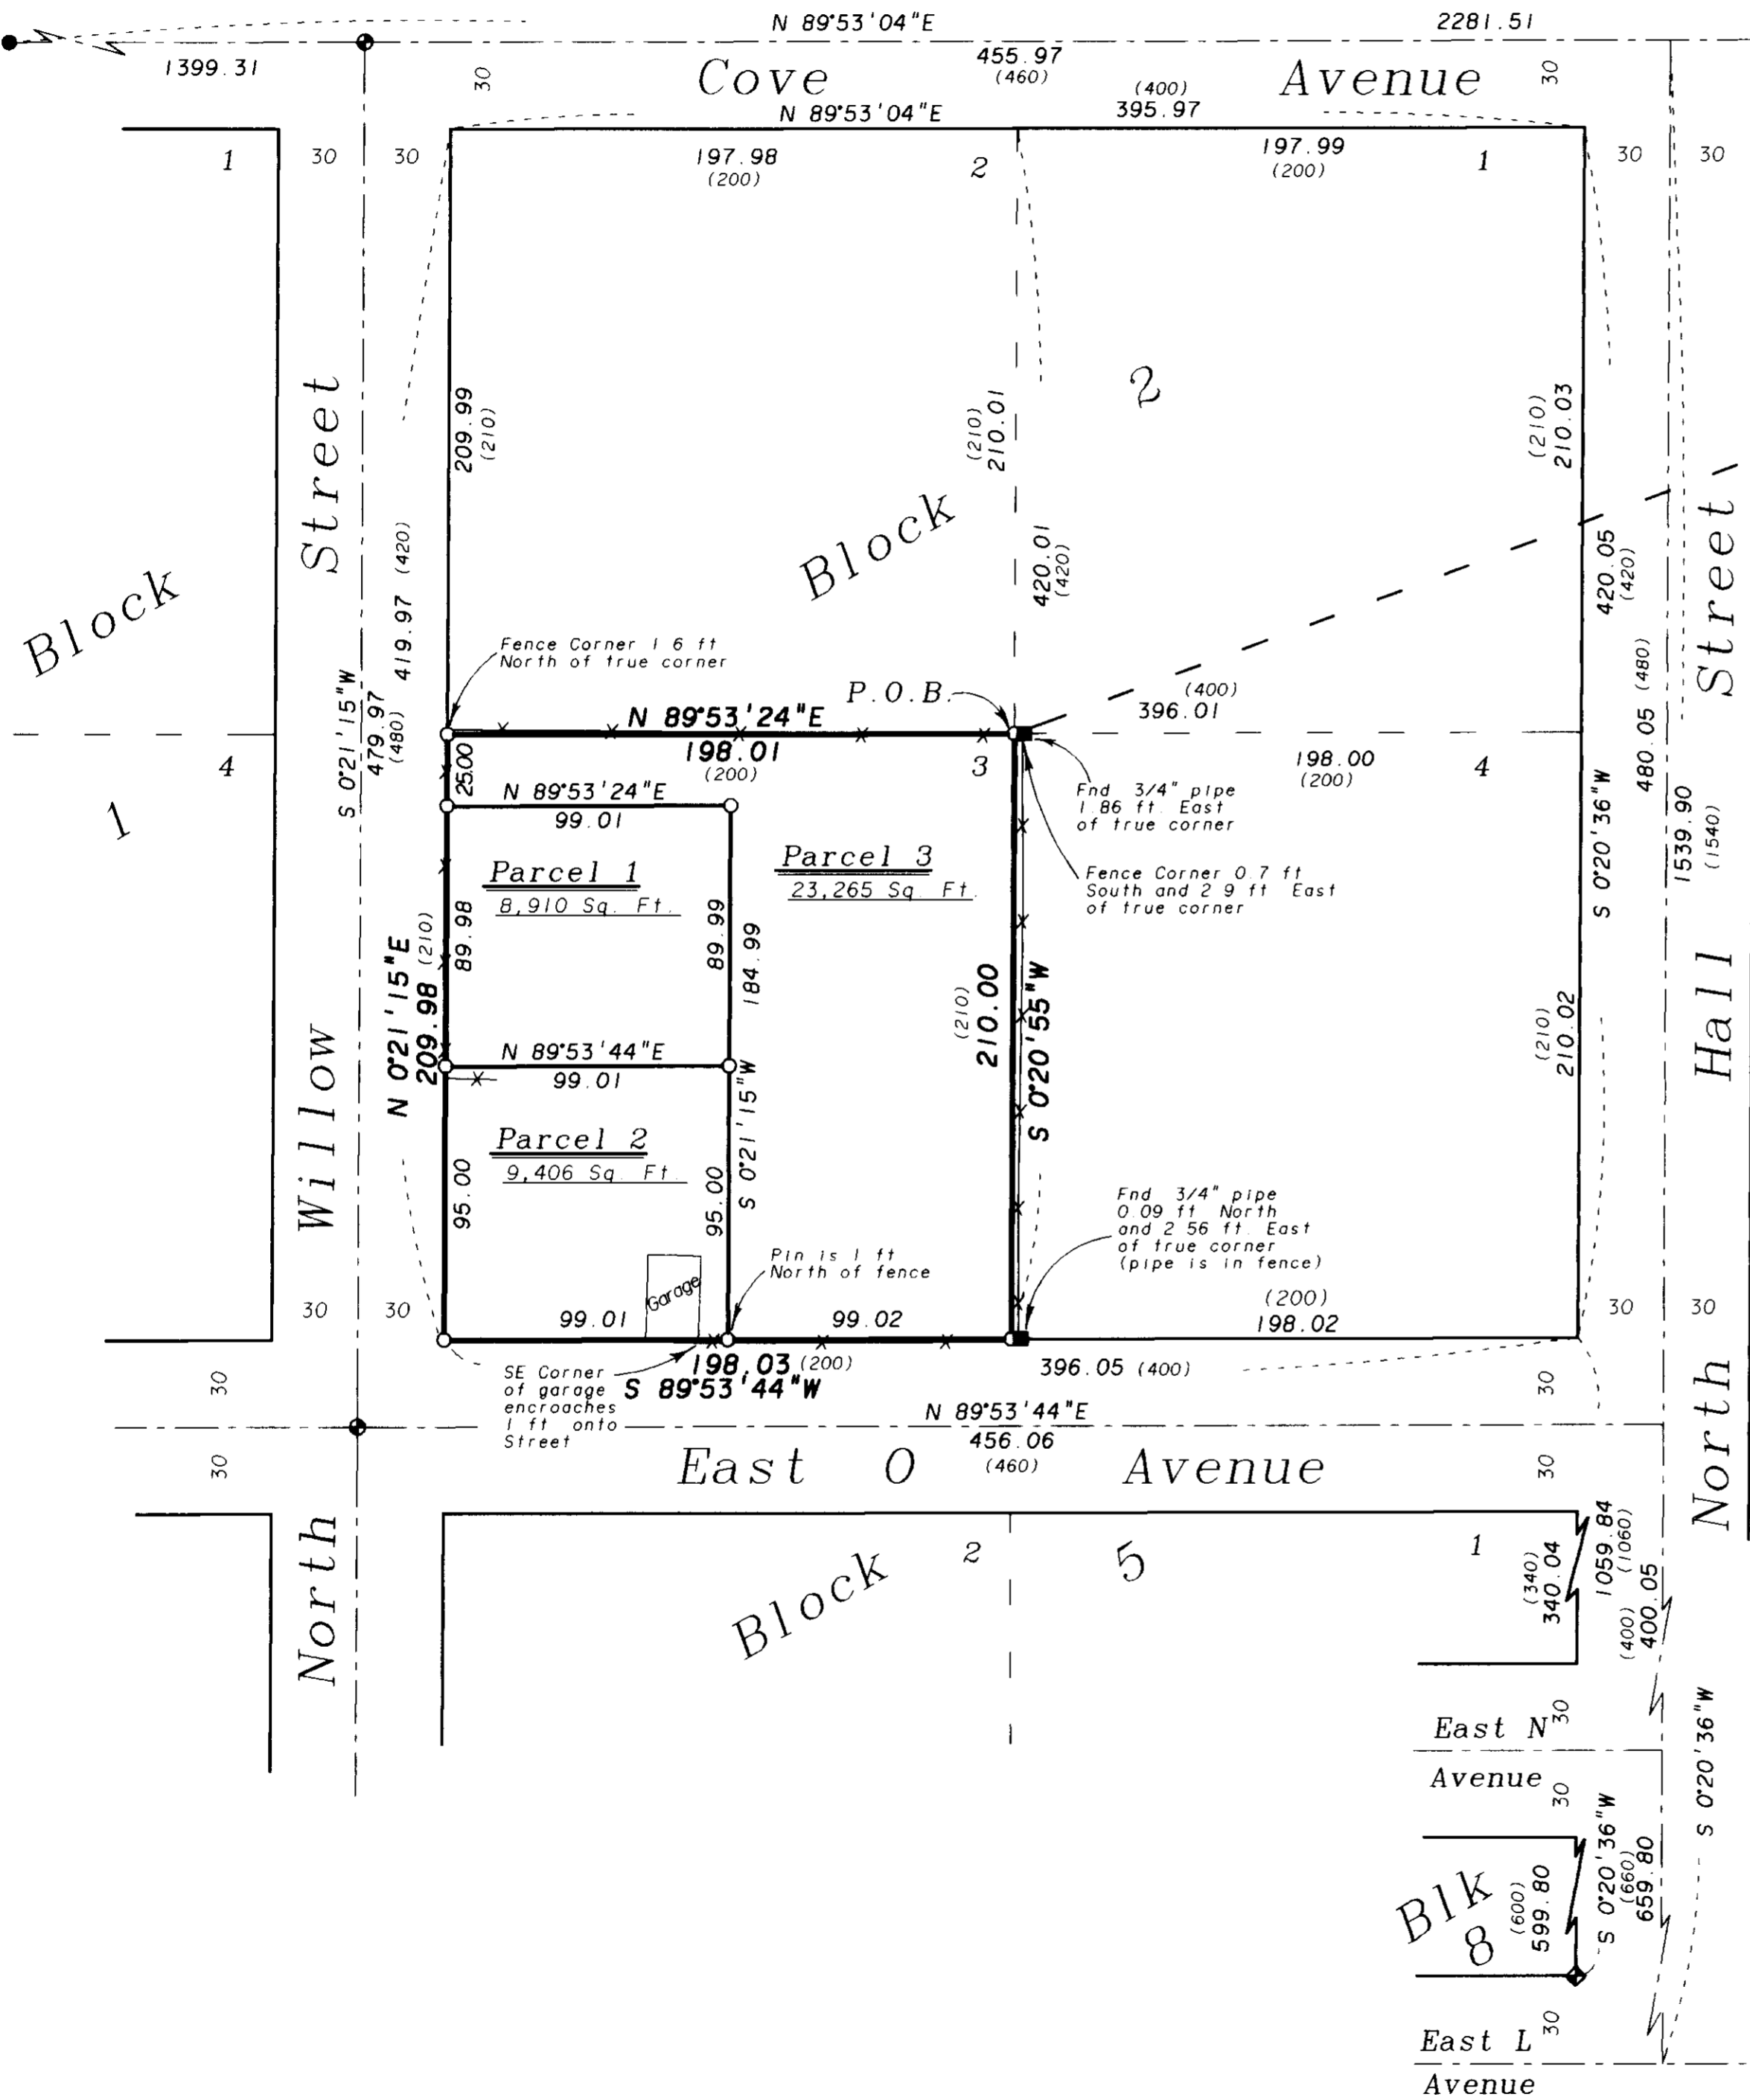 N 89°53'04"E
2281.51
1399.31
30
Cove Avenue
455.97
(460)
(400)
395.97
30
N 89°53'04"E
1
30
30
197.98
(200)
2
197.99
(200)
1
30
30
Street
209.99
(210)
(210)
210.01
2
(210)
210.03
Block
Block
419.97 (420)
420.01
(420)
420.05
(420)
Street
S 0°21'15"W
479.97
(480)
Fence Corner 1 6 ft
North of true corner
P.O.B.
(400)
396.01
480.05 (480)
N 89°53'24"E
198.01
(200)
4
25.00
3
198.00
(200)
4
1
N 89°53'24"E
99.01
Fnd 3/4" pipe
1.86 ft. East
of true corner
S 0°20'36"W
1539.90
(1540)
Parcel 1
8,910 Sq. Ft.
Parcel 3
23,265 Sq. Ft.
Fence Corner 0.7 ft
South and 2 9 ft East
of true corner
N 0°21'15"E
209.98 (210)
89.98
89.99
184.99
(210)
210.00
S 0°20'55"W
(210)
210.02
Hall
Willow
N 89°53'44"E
99.01
S 0°21'15"W
Parcel 2
9,406 Sq. Ft.
95.00
95.00
Fnd 3/4" pipe
0.09 ft North
and 2 56 ft. East
of true corner
(pipe is in fence)
Pin is 1 ft
North of fence
Garage
30
30
99.01
99.02
(200)
198.02
30
30
198.03 (200)
S 89°53'44"W
396.05 (400)
SE Corner
of garage
encroaches
1 ft onto
Street
30
30
N 89°53'44"E
456.06
(460)
East O Avenue
30
30
North
North
Block
2
5
1
(340)
340.04
1059.84
(1060)
(400)
400.05
East N
30
Avenue
30
S 0°20'36"W
Blk
8
(600)
599.80
S 0°20'36"W
(660)
659.80
East L
30
Avenue